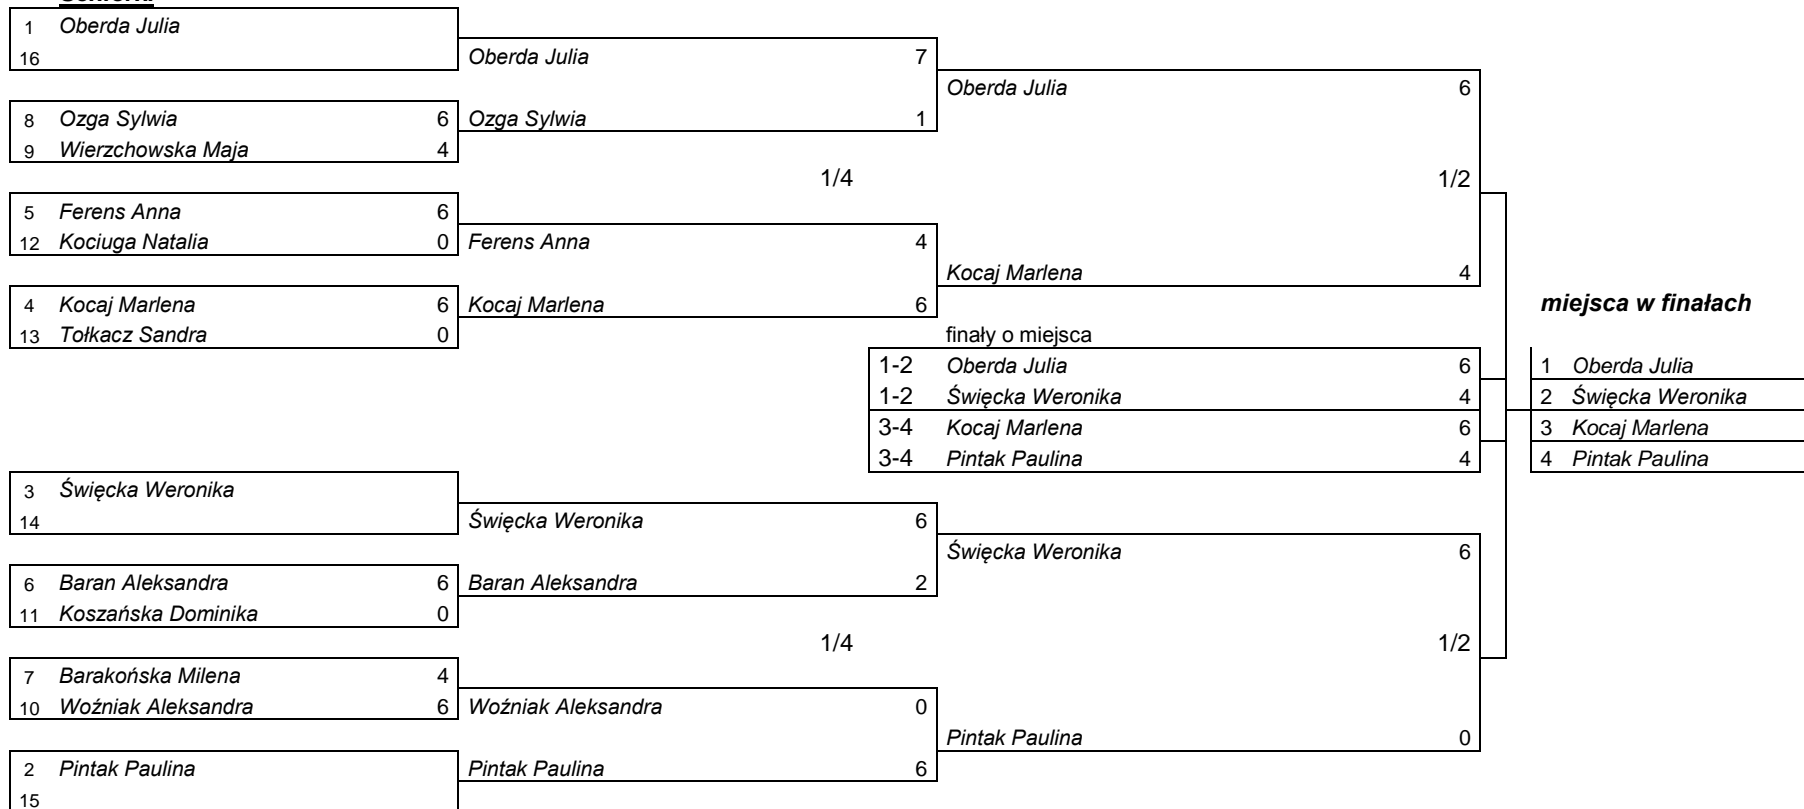 1 Oberda Julia
16
Oberda Julia 7
Oberda Julia 6
8 Ozga Sylwia 6
Ozga Sylwia 1
9 Wierzchowska Maja 4
1/4 1/2
5 Ferens Anna 6
12 Kociuga Natalia 0
Ferens Anna 4
Kocaj Marlena 4
4 Kocaj Marlena 6
Kocaj Marlena 6
miejsca w finałach
13 Tołkacz Sandra 0
finały o miejsca
1-2 Oberda Julia 6
1 Oberda Julia
1-2 Święcka Weronika 4
2 Święcka Weronika
3-4 Kocaj Marlena 6
3 Kocaj Marlena
3-4 Pintak Paulina 4
4 Pintak Paulina
3 Święcka Weronika
14
Święcka Weronika 6
Święcka Weronika 6
6 Baran Aleksandra 6
Baran Aleksandra 2
11 Koszańska Dominika 0
1/4 1/2
7 Barakońska Milena 4
10 Woźniak Aleksandra 6
Woźniak Aleksandra 0
Pintak Paulina 0
2 Pintak Paulina
Pintak Paulina 6
15